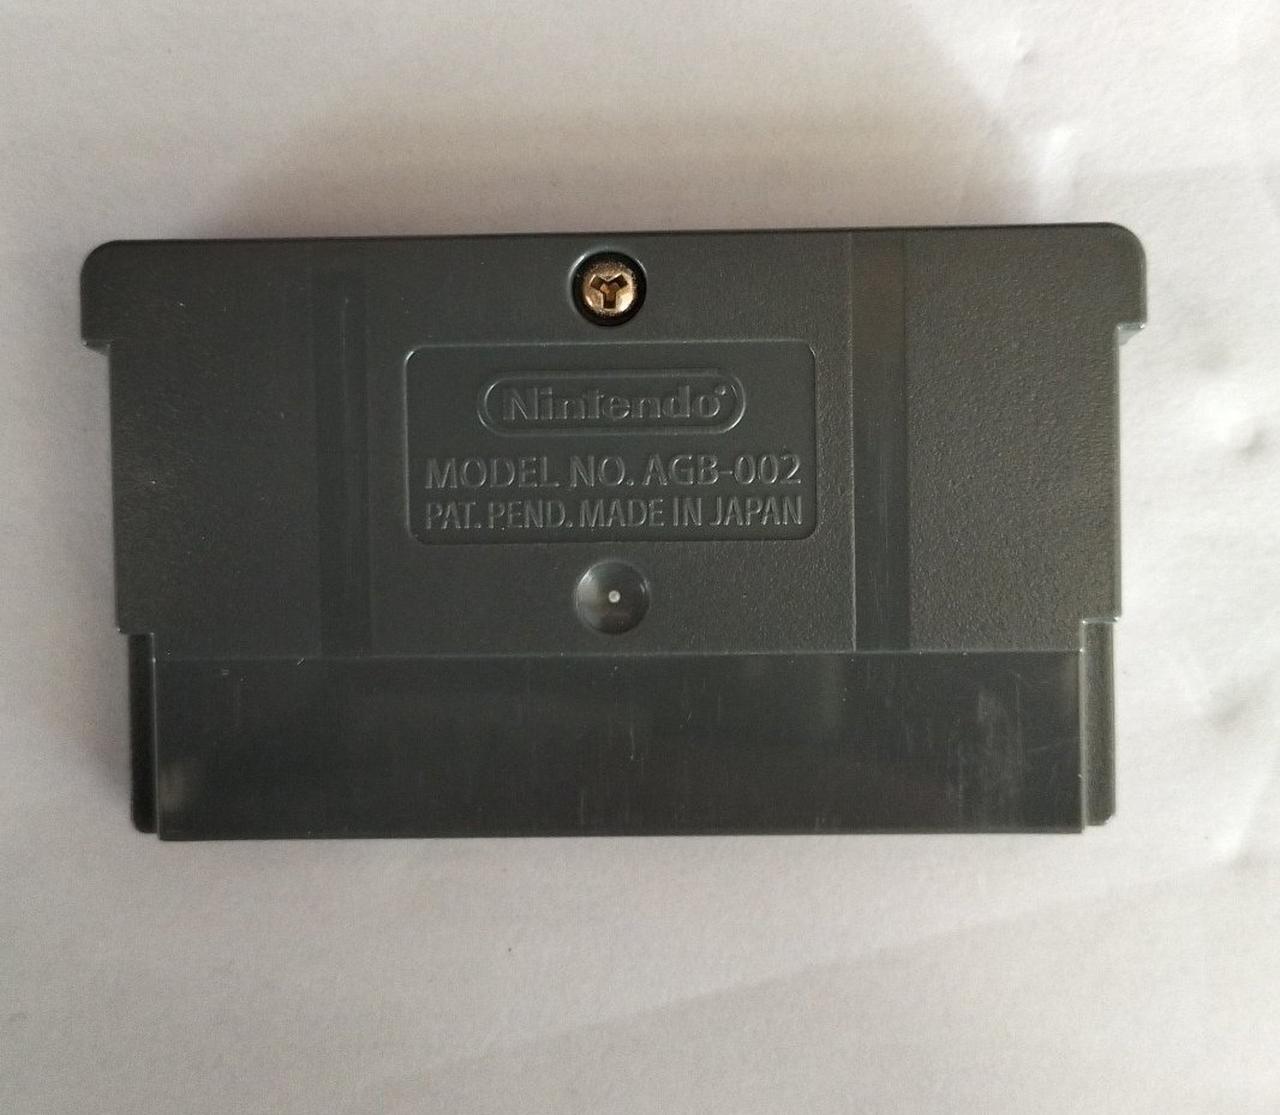 Nintendo
MODEL NO. AGB-002
PAT. PEND. MADE IN JAPAN